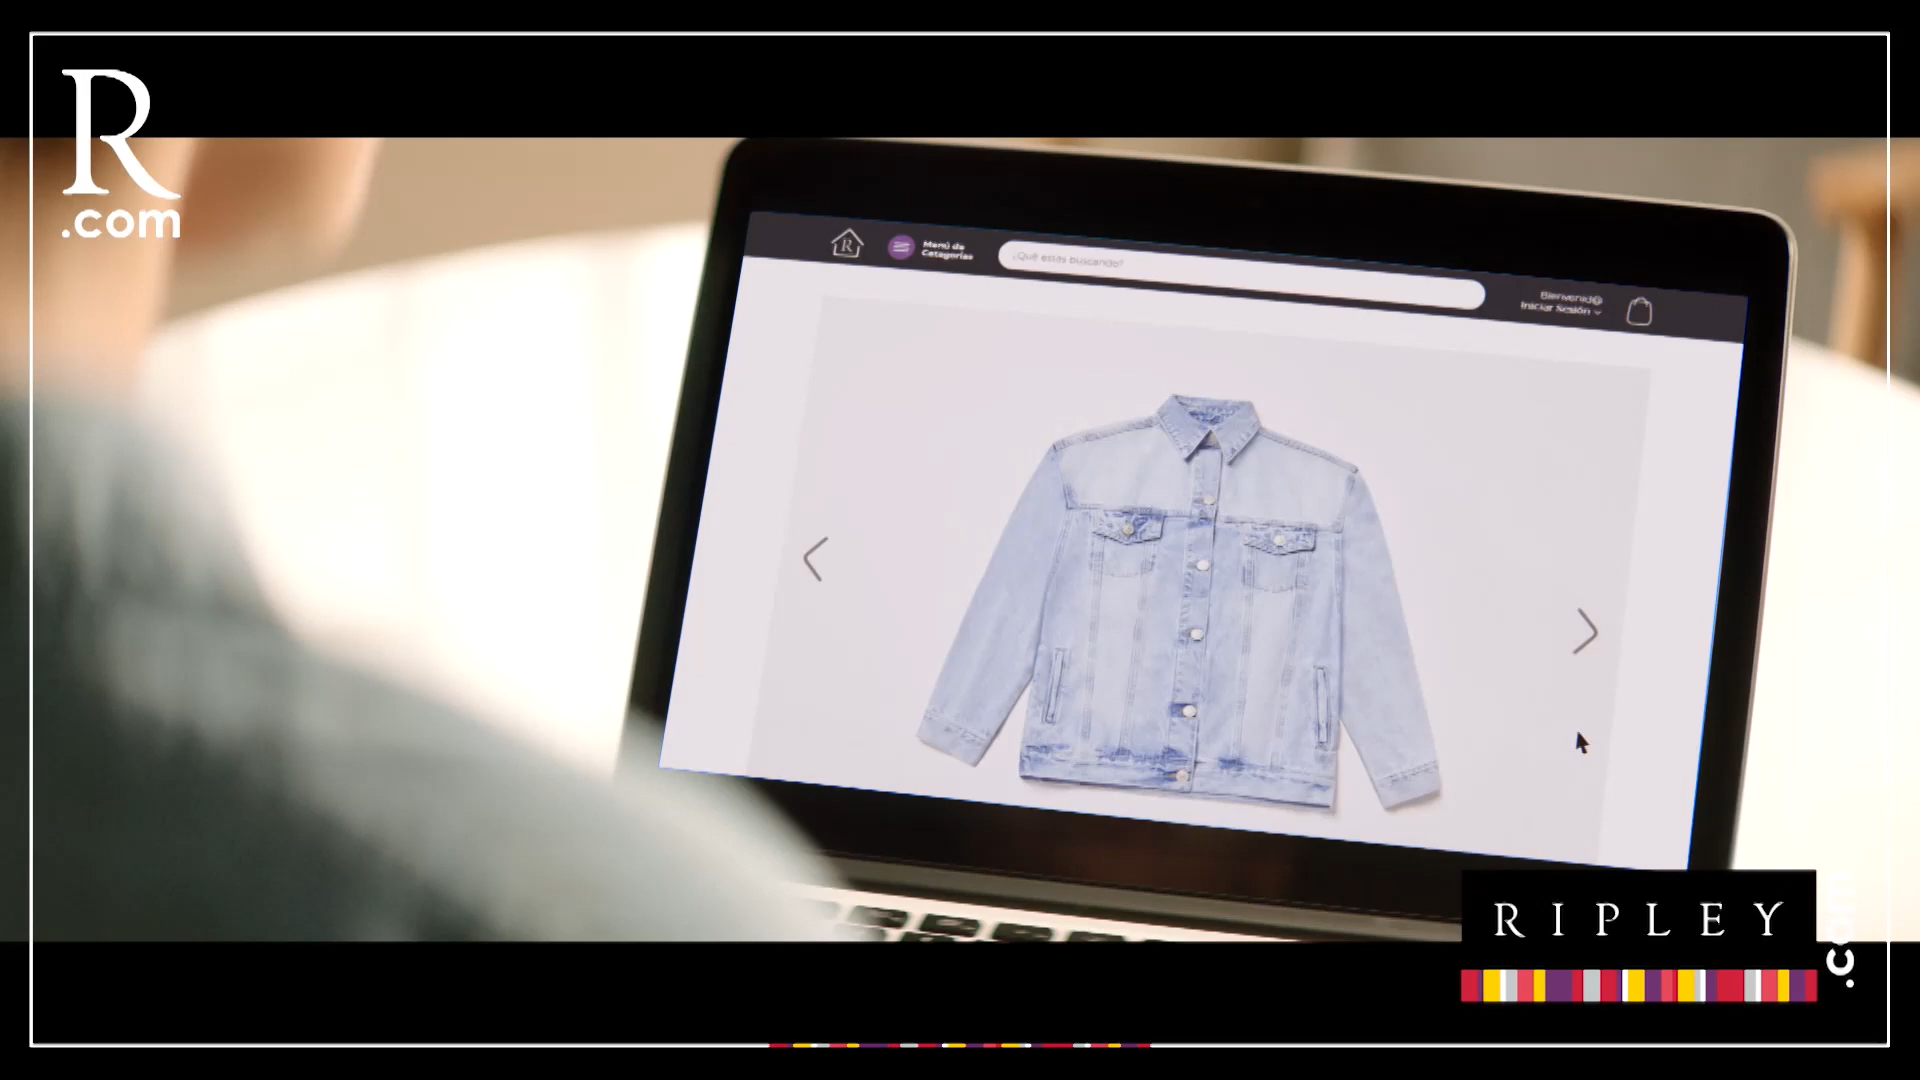 R
.com
R
Menú de
Categorías
¿Qué estás buscando?
Bienvenid@
Iniciar Sesión
RIPLEY
.com